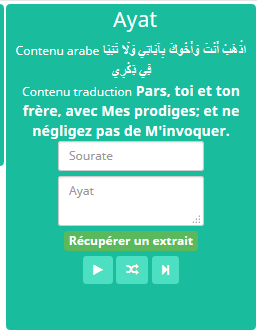 Ayat
Contenu arabe اذْهَبْ أَنْتَ وَأَخُوكَ بِآيَاتِي وَلَا تَنِيَا
فِي ذِكْرِي
Contenu traduction Pars, toi et ton
frère, avec Mes prodiges; et ne
négligez pas de M'invoquer.
Sourate
Ayat
Récupérer un extrait